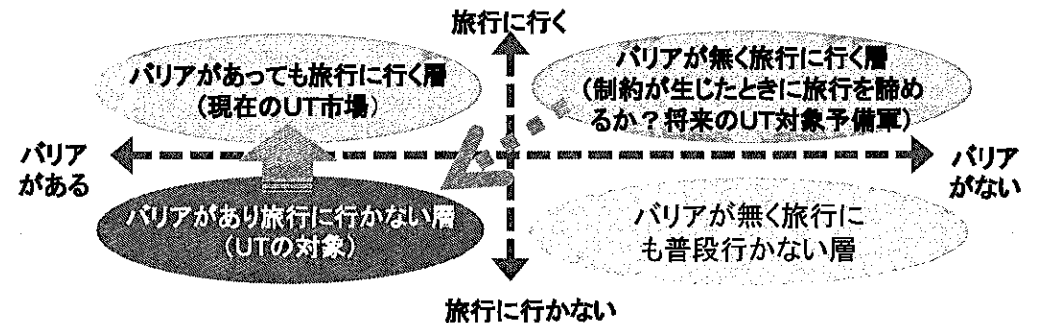 旅行に行く
バリアがあっても旅行に行く層
(現在のUT市場)
バリアが無く旅行に行く層
(制約が生じたときに旅行を諦め
るか？将来のUT対象予備軍)
バリア
がある
バリア
がない
バリアがあり旅行に行かない層
(UTの対象)
バリアが無く旅行に
も普段行かない層
旅行に行かない